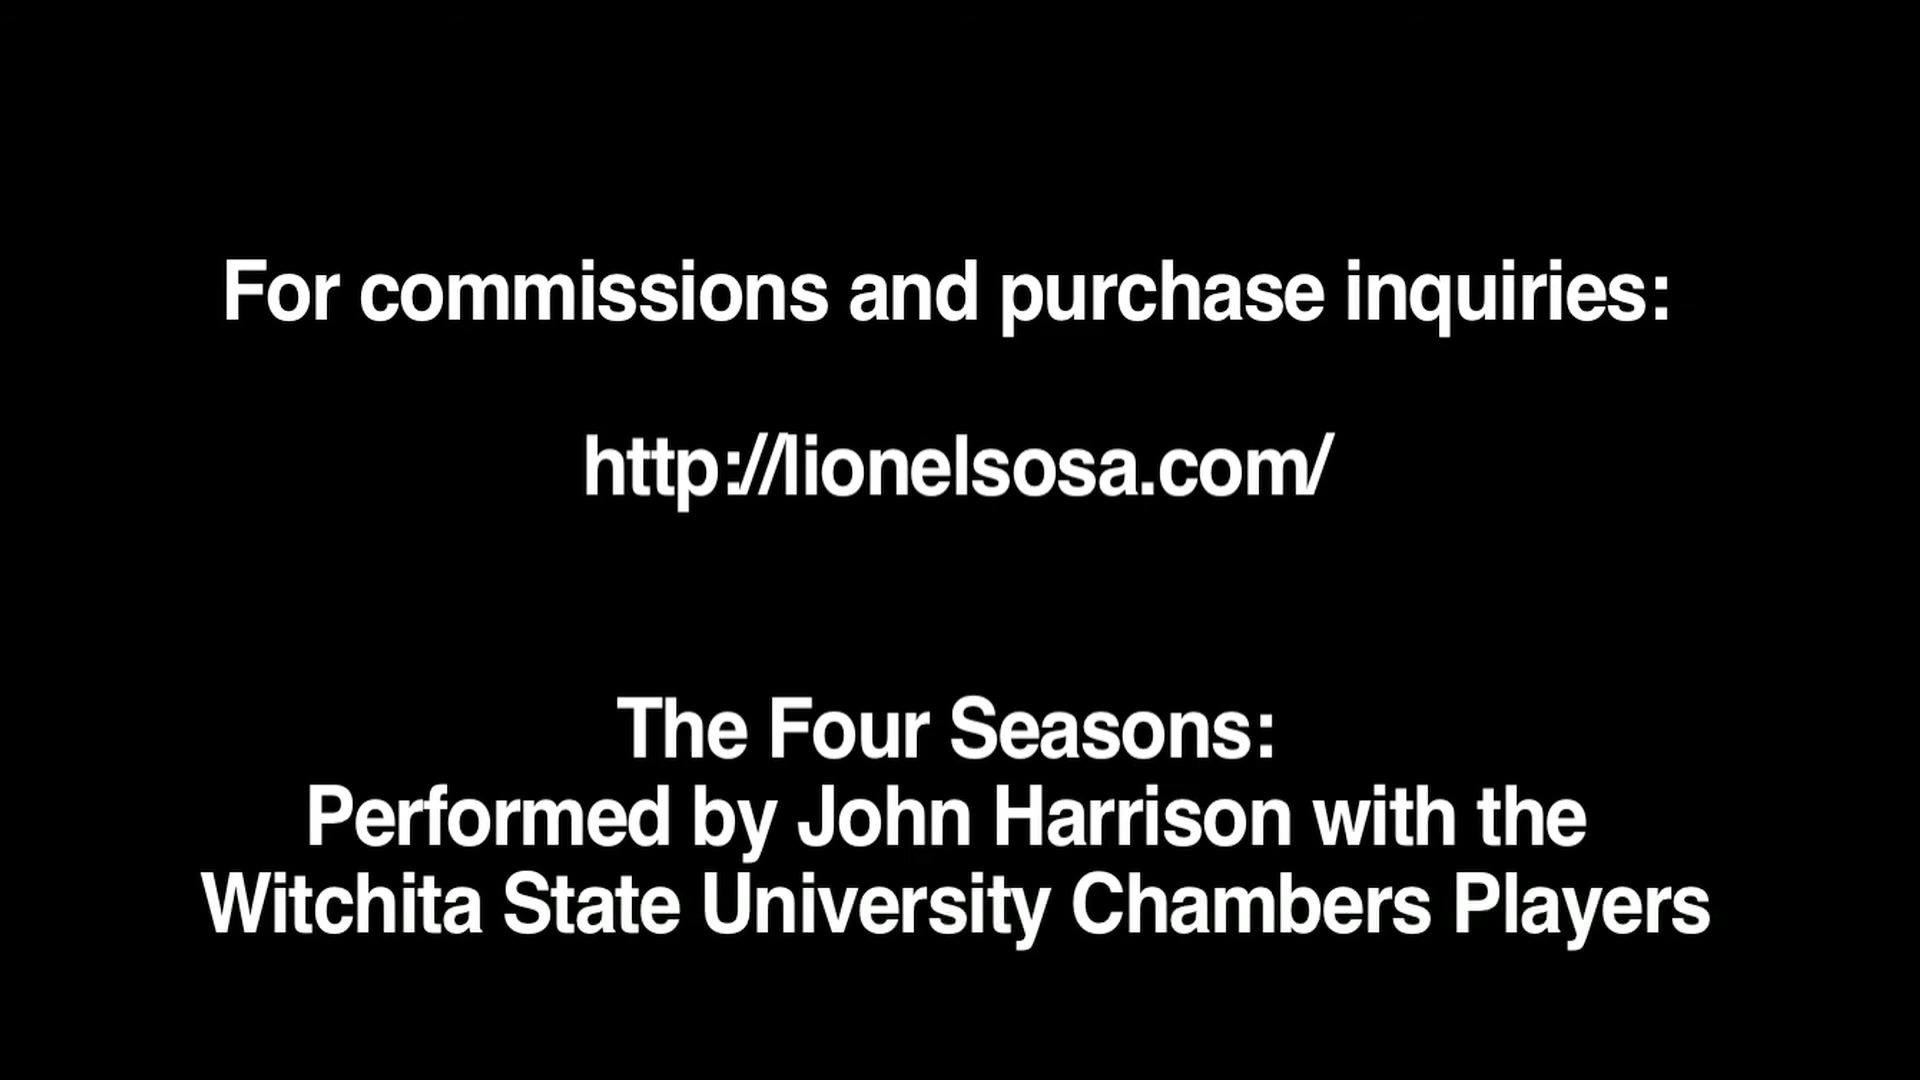 For commissions and purchase inquiries:
http://lionelsosa.com/
The Four Seasons:
Performed by John Harrison with the
Witchita State University Chambers Players